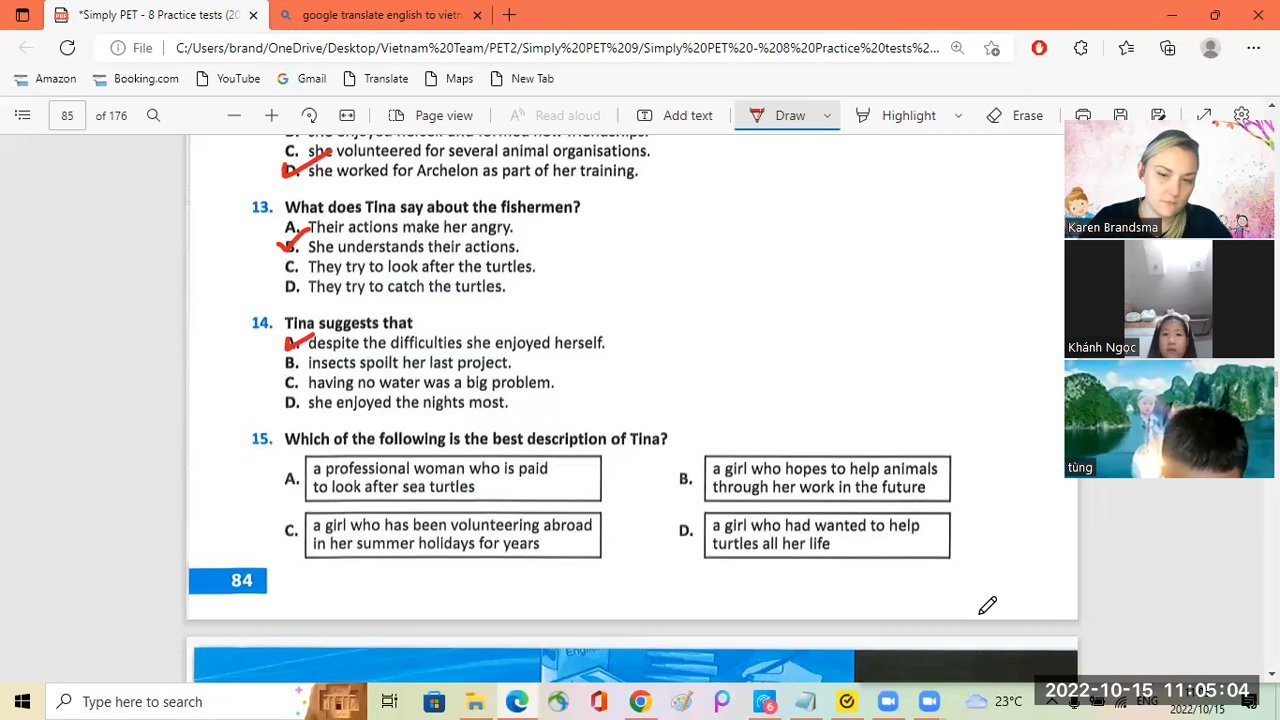 *Simply PET - 8 Practice tests (20
google translate english to vietn
File
C:/Users/brand/OneDrive/Desktop/Vietnam%20Team/PET2/Simply%20PET%209/Simply%20PET%20-%208%20Practice%20tests%...
Amazon
Booking.com
YouTube
Gmail
Translate
Maps
New Tab
85 of 176
Page view
Read aloud
Add text
Draw
Highlight
Erase
C. she volunteered for several animal organisations.
D. she worked for Archelon as part of her training.
13. What does Tina say about the fishermen?
A. Their actions make her angry.
B. She understands their actions.
C. They try to look after the turtles.
D. They try to catch the turtles.
14. Tina suggests that
A. despite the difficulties she enjoyed herself.
B. insects spoilt her last project.
C. having no water was a big problem.
D. she enjoyed the nights most.
15. Which of the following is the best description of Tina?
A. a professional woman who is paid
to look after sea turtles
B. a girl who hopes to help animals
through her work in the future
C. a girl who has been volunteering abroad
in her summer holidays for years
D. a girl who had wanted to help
turtles all her life
84
Karen Brandsma
Khánh Ngọc
tùng
Type here to search
6
23°C
2022-10-15 11:05:04
2022/10/15